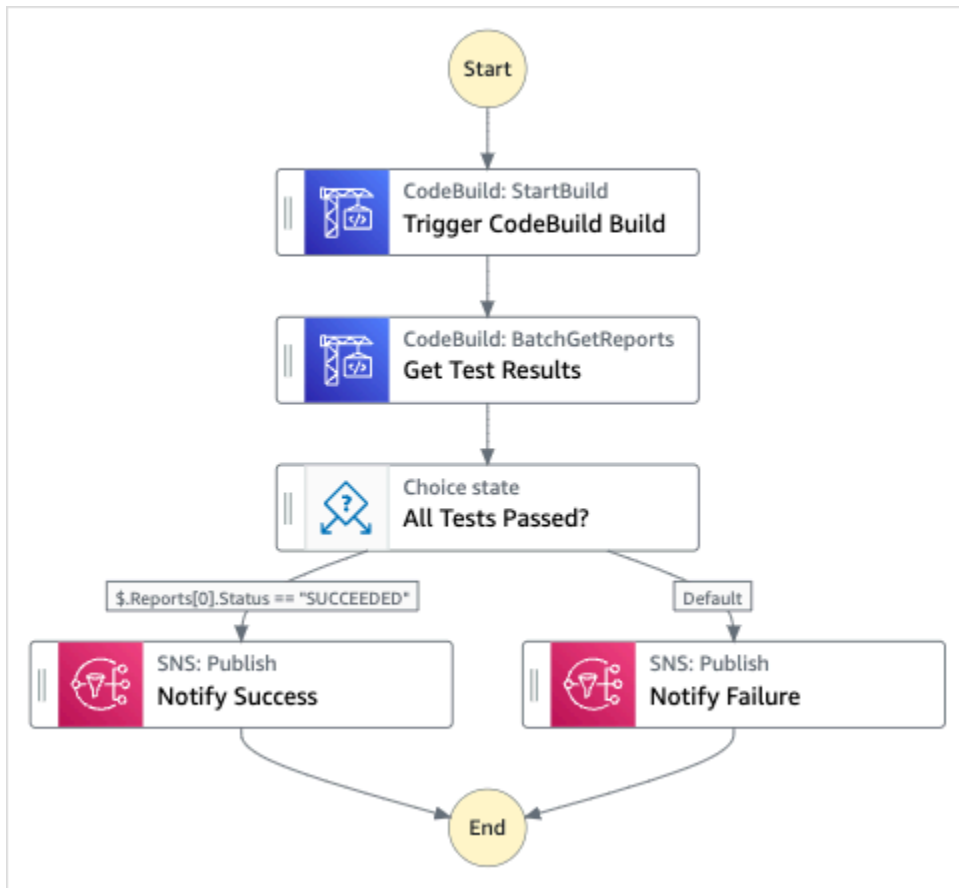 Start
CodeBuild: StartBuild
Trigger CodeBuild Build
CodeBuild: BatchGetReports
Get Test Results
Choice state
All Tests Passed?
$.Reports[0].Status == "SUCCEEDED"
Default
SNS: Publish
Notify Success
SNS: Publish
Notify Failure
End